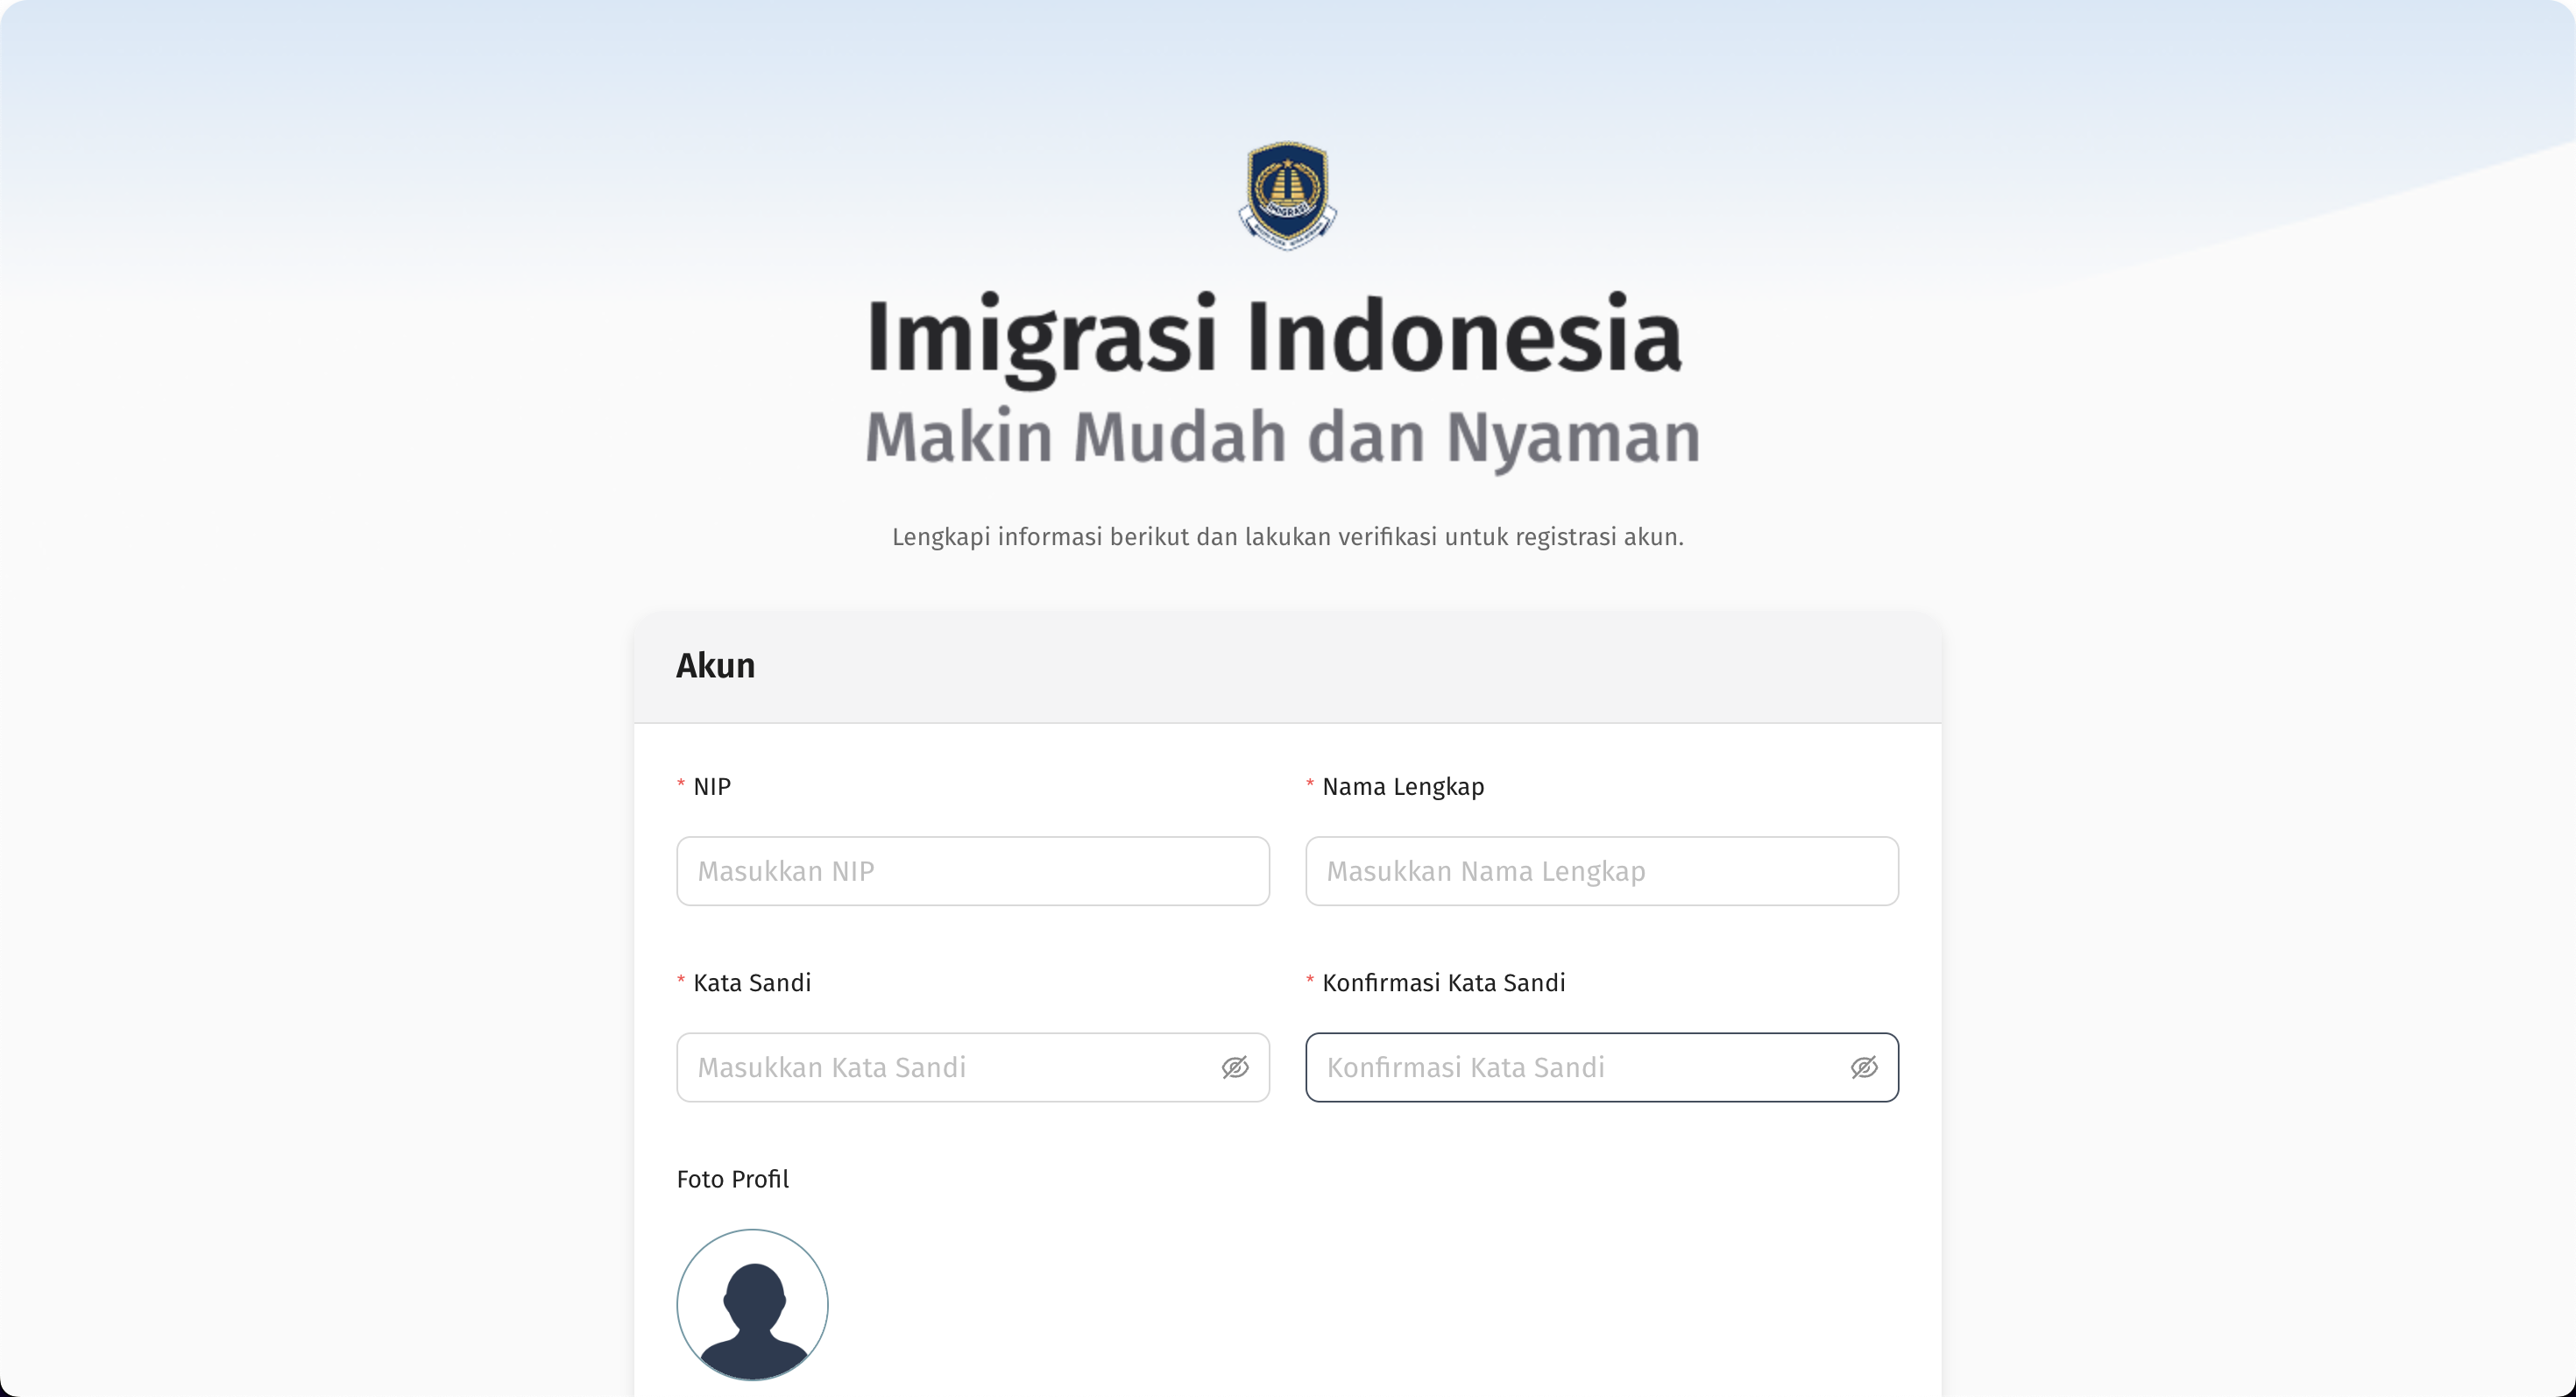 IMIGRASI
Imigrasi Indonesia
Makin Mudah dan Nyaman
Lengkapi informasi berikut dan lakukan verifikasi untuk registrasi akun.
Akun
* NIP
* Nama Lengkap
Masukkan NIP
Masukkan Nama Lengkap
* Kata Sandi
* Konfirmasi Kata Sandi
Masukkan Kata Sandi
Konfirmasi Kata Sandi
Foto Profil